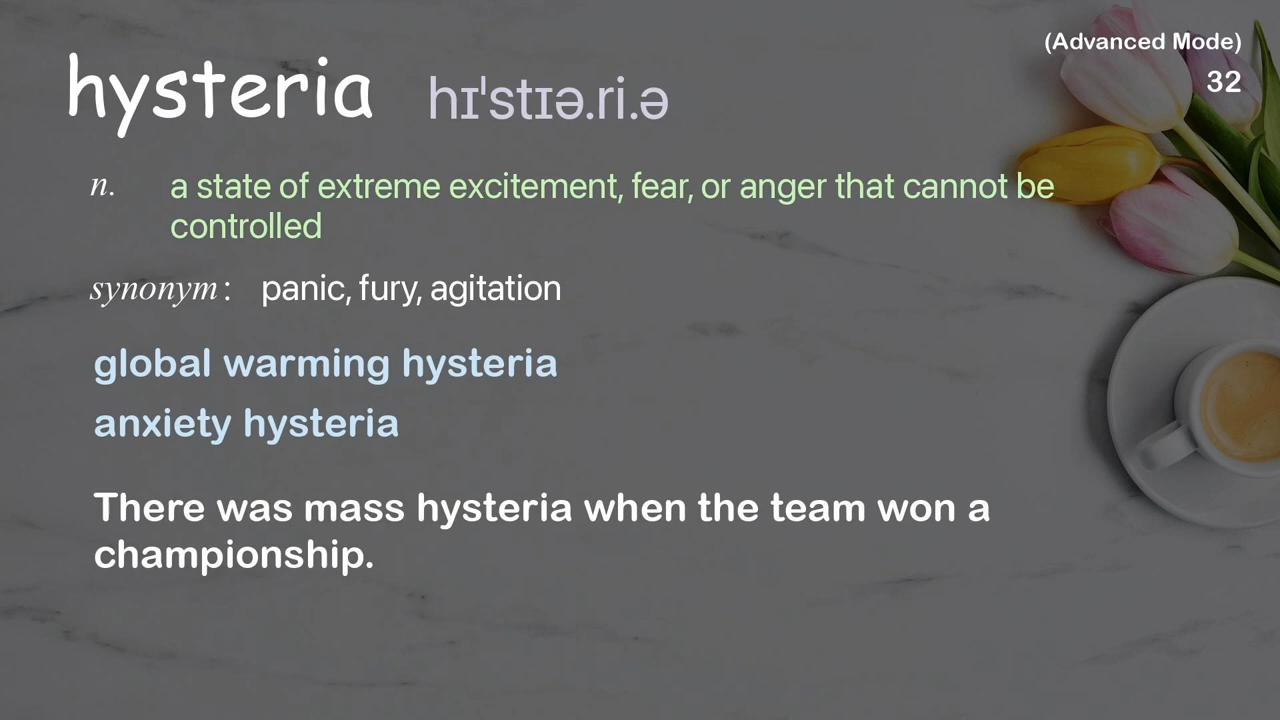 (Advanced Mode)
32
hysteria hɪˈstɪə.ri.ə
n. a state of extreme excitement, fear, or anger that cannot be
controlled
synonym: panic, fury, agitation
global warming hysteria
anxiety hysteria
There was mass hysteria when the team won a
championship.